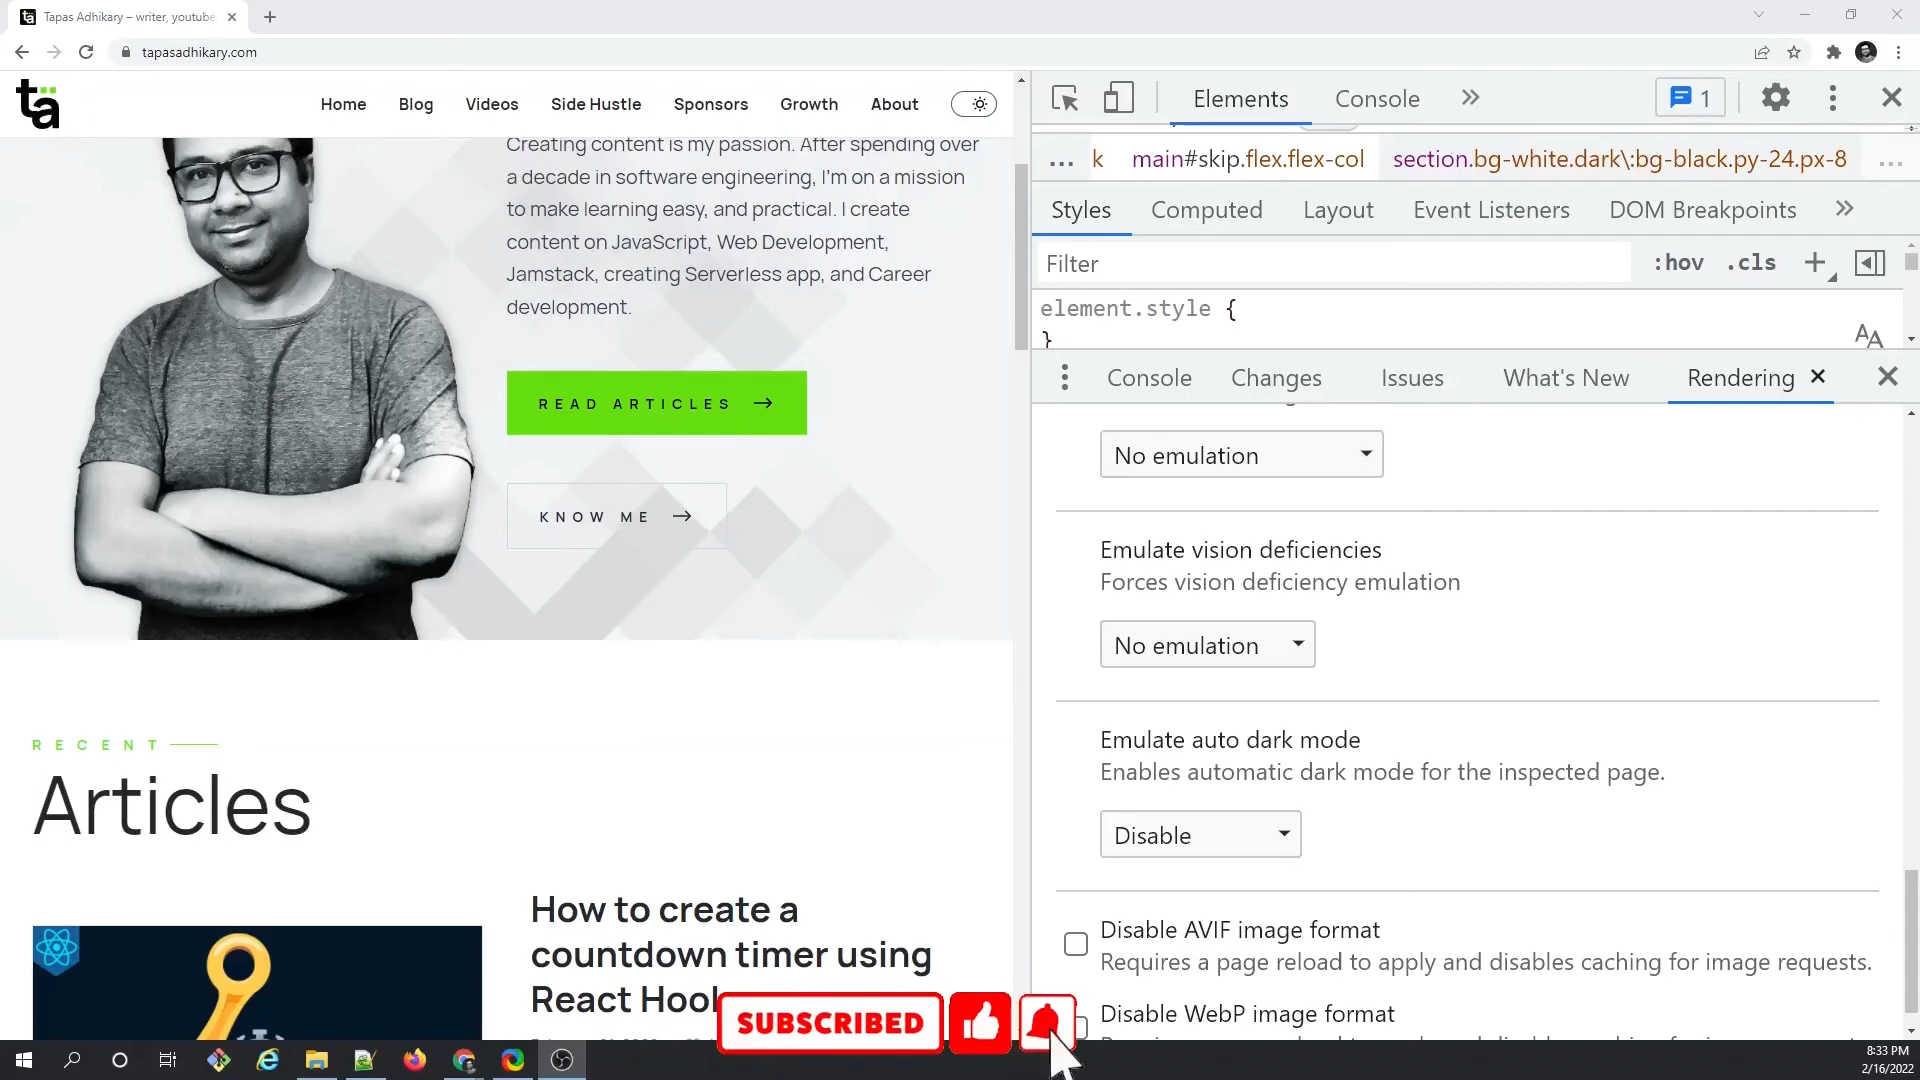 Tapas Adhikary – writer, youtube
tapasadhikary.com
ta
Home
Blog
Videos
Side Hustle
Sponsors
Growth
About
Creating content is my passion. After spending over
a decade in software engineering, I'm on a mission
to make learning easy, and practical. I create
content on JavaScript, Web Development,
Jamstack, creating Serverless app, and Career
development.
READ ARTICLES →
KNOW ME →
RECENT
Articles
How to create a
countdown timer using
React Hool
SUBSCRIBED
Elements
Console
1
... k main#skip.flex.flex-col section.bg-white.dark\:bg-black.py-24.px-8 ...
Styles
Computed
Layout
Event Listeners
DOM Breakpoints
Filter
:hov .cls
element.style {
}
AA
Console
Changes
Issues
What's New
Rendering
No emulation
Emulate vision deficiencies
Forces vision deficiency emulation
No emulation
Emulate auto dark mode
Enables automatic dark mode for the inspected page.
Disable
Disable AVIF image format
Requires a page reload to apply and disables caching for image requests.
Disable WebP image format
8:33 PM
2/16/2022